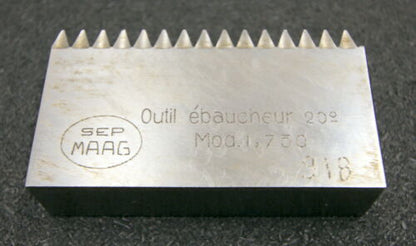 Outil ébaucheur 20º
SEP
MAAG
Mod.1,750
918